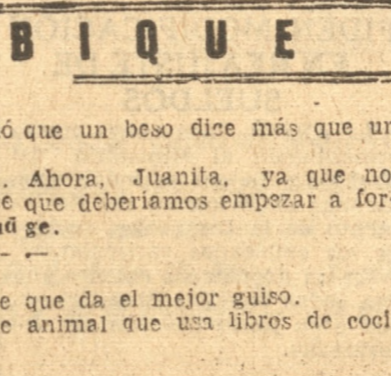 BIQUE
ó que un beso dice más que un
. Ahora, Juanita, ya que no
e que deberíamos empezar a for-
ge.
e que da el mejor guiso.
e animal que usa libros de coci